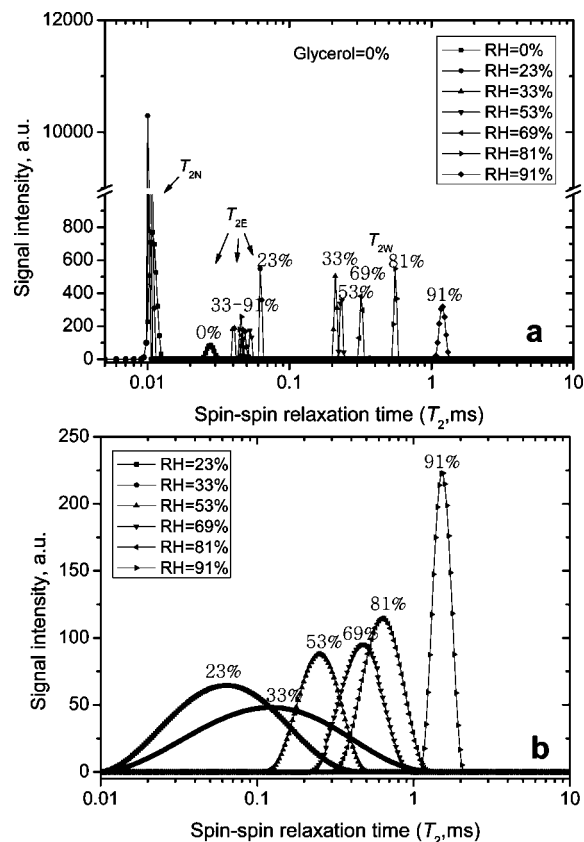 12000
10000
800
600
400
200
0
Signal intensity, a.u.
Glycerol=0%
RH=0%
RH=23%
RH=33%
RH=53%
RH=69%
RH=81%
RH=91%
T2N
T2E
T2W
0%
33-91%
23%
33%
53%
69%
81%
91%
a
0.01
0.1
1
10
Spin-spin relaxation time (T2,ms)
250
200
150
100
50
0
Signal intensity, a.u.
RH=23%
RH=33%
RH=53%
RH=69%
RH=81%
RH=91%
23%
33%
53%
69%
81%
91%
b
0.01
0.1
1
10
Spin-spin relaxation time (T2,ms)